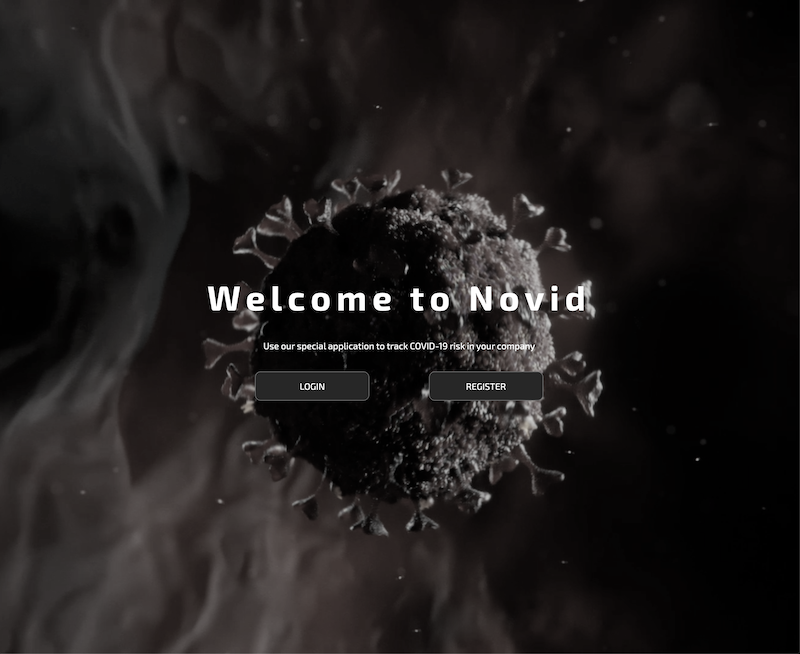 Welcome to Novid
Use our special application to track COVID-19 risk in your company
LOGIN
REGISTER